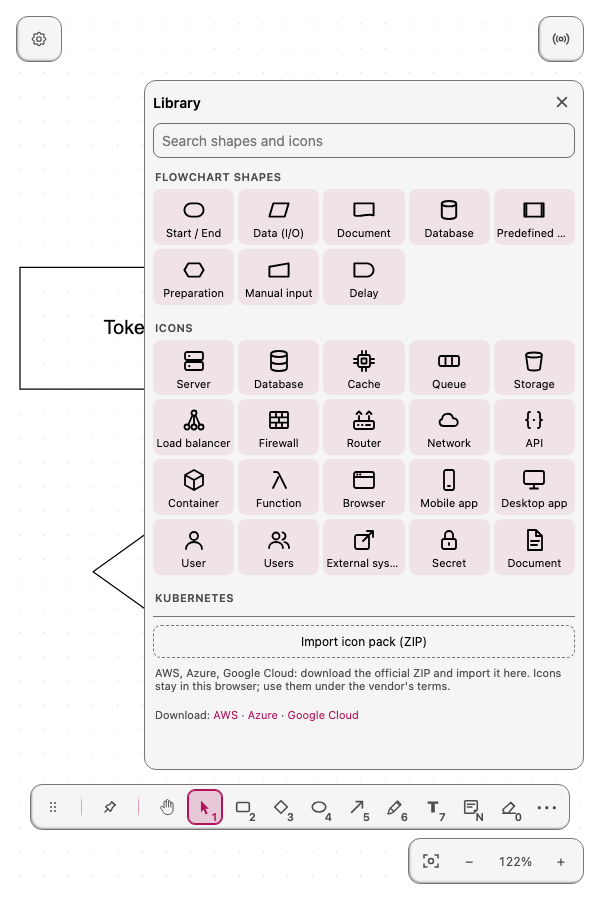 Library
Search shapes and icons
FLOWCHART SHAPES
Start / End
Data (I/O)
Document
Database
Predefined ...
Preparation
Manual input
Delay
Toke
ICONS
Server
Database
Cache
Queue
Storage
Load balancer
Firewall
Router
Network
API
Container
Function
Browser
Mobile app
Desktop app
User
Users
External sys...
Secret
Document
KUBERNETES
Import icon pack (ZIP)
AWS, Azure, Google Cloud: download the official ZIP and import it here. Icons
stay in this browser; use them under the vendor's terms.
Download: AWS · Azure · Google Cloud
1 2 3 4 5 6 T 7 N 0
122%